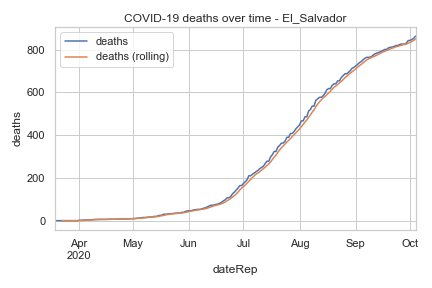 COVID-19 deaths over time - El_Salvador
deaths
deaths (rolling)
800
600
400
200
0
deaths
Apr May Jun Jul Aug Sep Oct
2020
dateRep